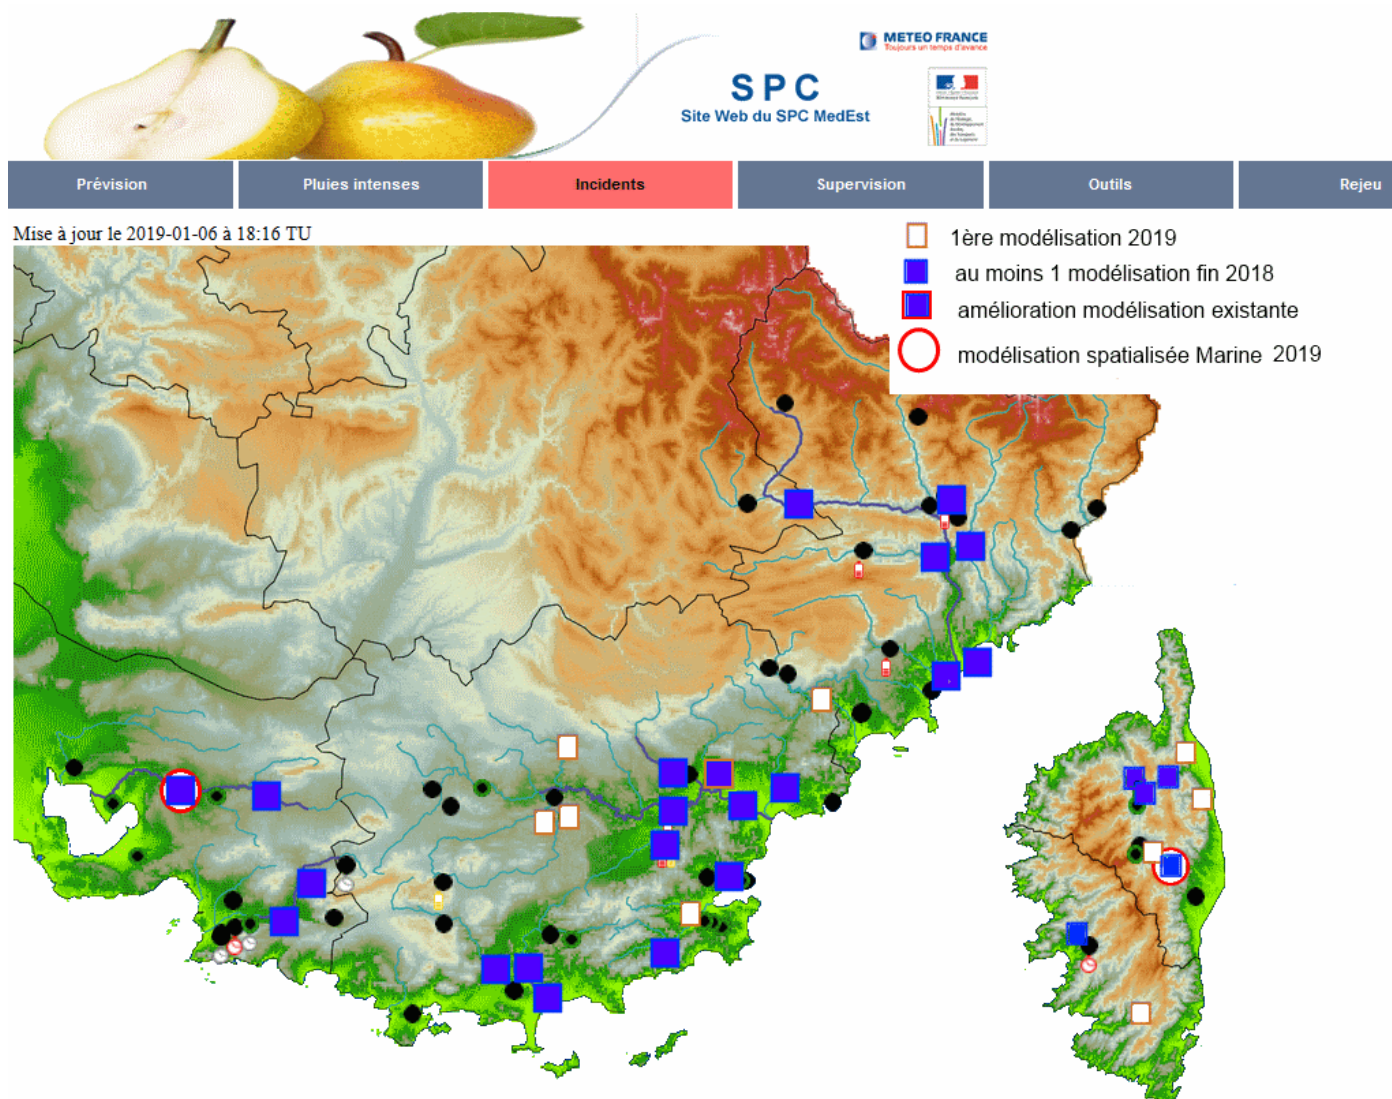 METEO FRANCE
Toujours un temps d'avance
SPC
Site Web du SPC MedEst
Prévision
Pluies intenses
Incidents
Supervision
Outils
Rejeu
Mise à jour le 2019-01-06 à 18:16 TU
1ère modélisation 2019
au moins 1 modélisation fin 2018
amélioration modélisation existante
modélisation spatialisée Marine 2019